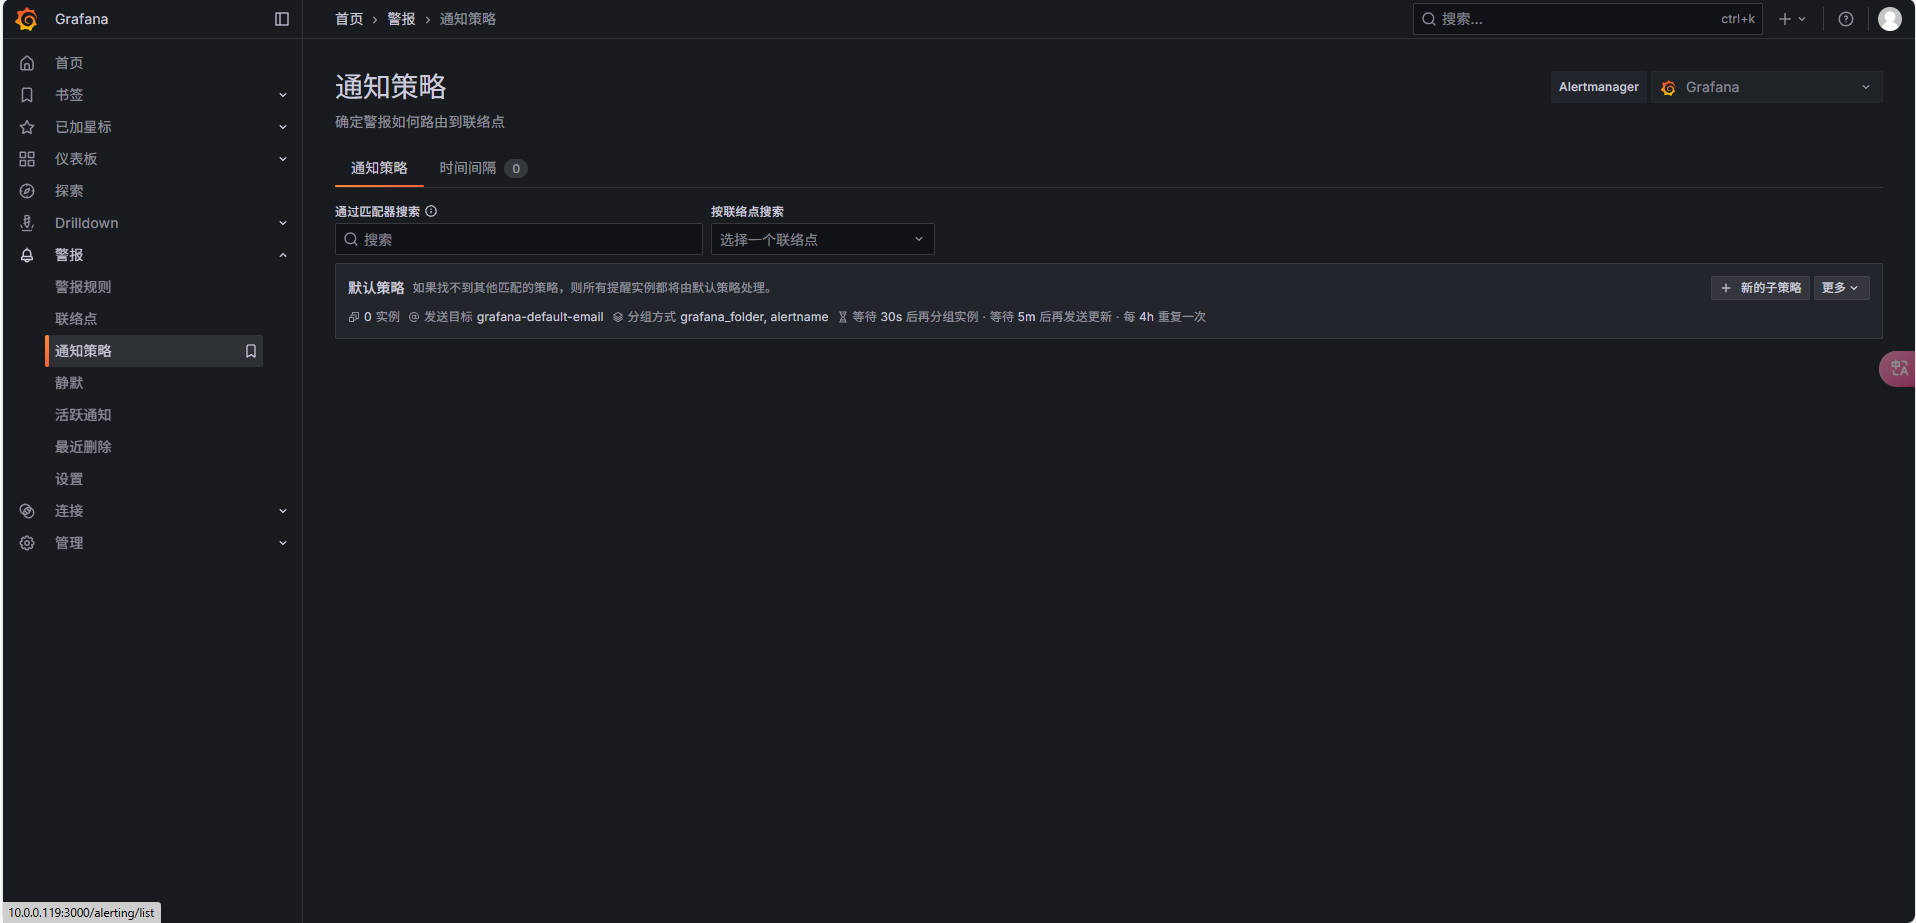 Grafana
首页 › 警报 › 通知策略
搜索... ctrl+k
首页
书签
已加星标
仪表板
探索
Drilldown
警报
警报规则
联络点
通知策略
静默
活跃通知
最近删除
设置
连接
管理
通知策略
Alertmanager Grafana
确定警报如何路由到联络点
通知策略 时间间隔 0
通过匹配器搜索 按联络点搜索
搜索 选择一个联络点
默认策略 如果找不到其他匹配的策略，则所有提醒实例都将由默认策略处理。 + 新的子策略 更多
0 实例 @ 发送目标 grafana-default-email 分组方式 grafana_folder, alertname 等待 30s 后再分组实例 · 等待 5m 后再发送更新 · 每 4h 重复一次
中A
10.0.0.119:3000/alerting/list